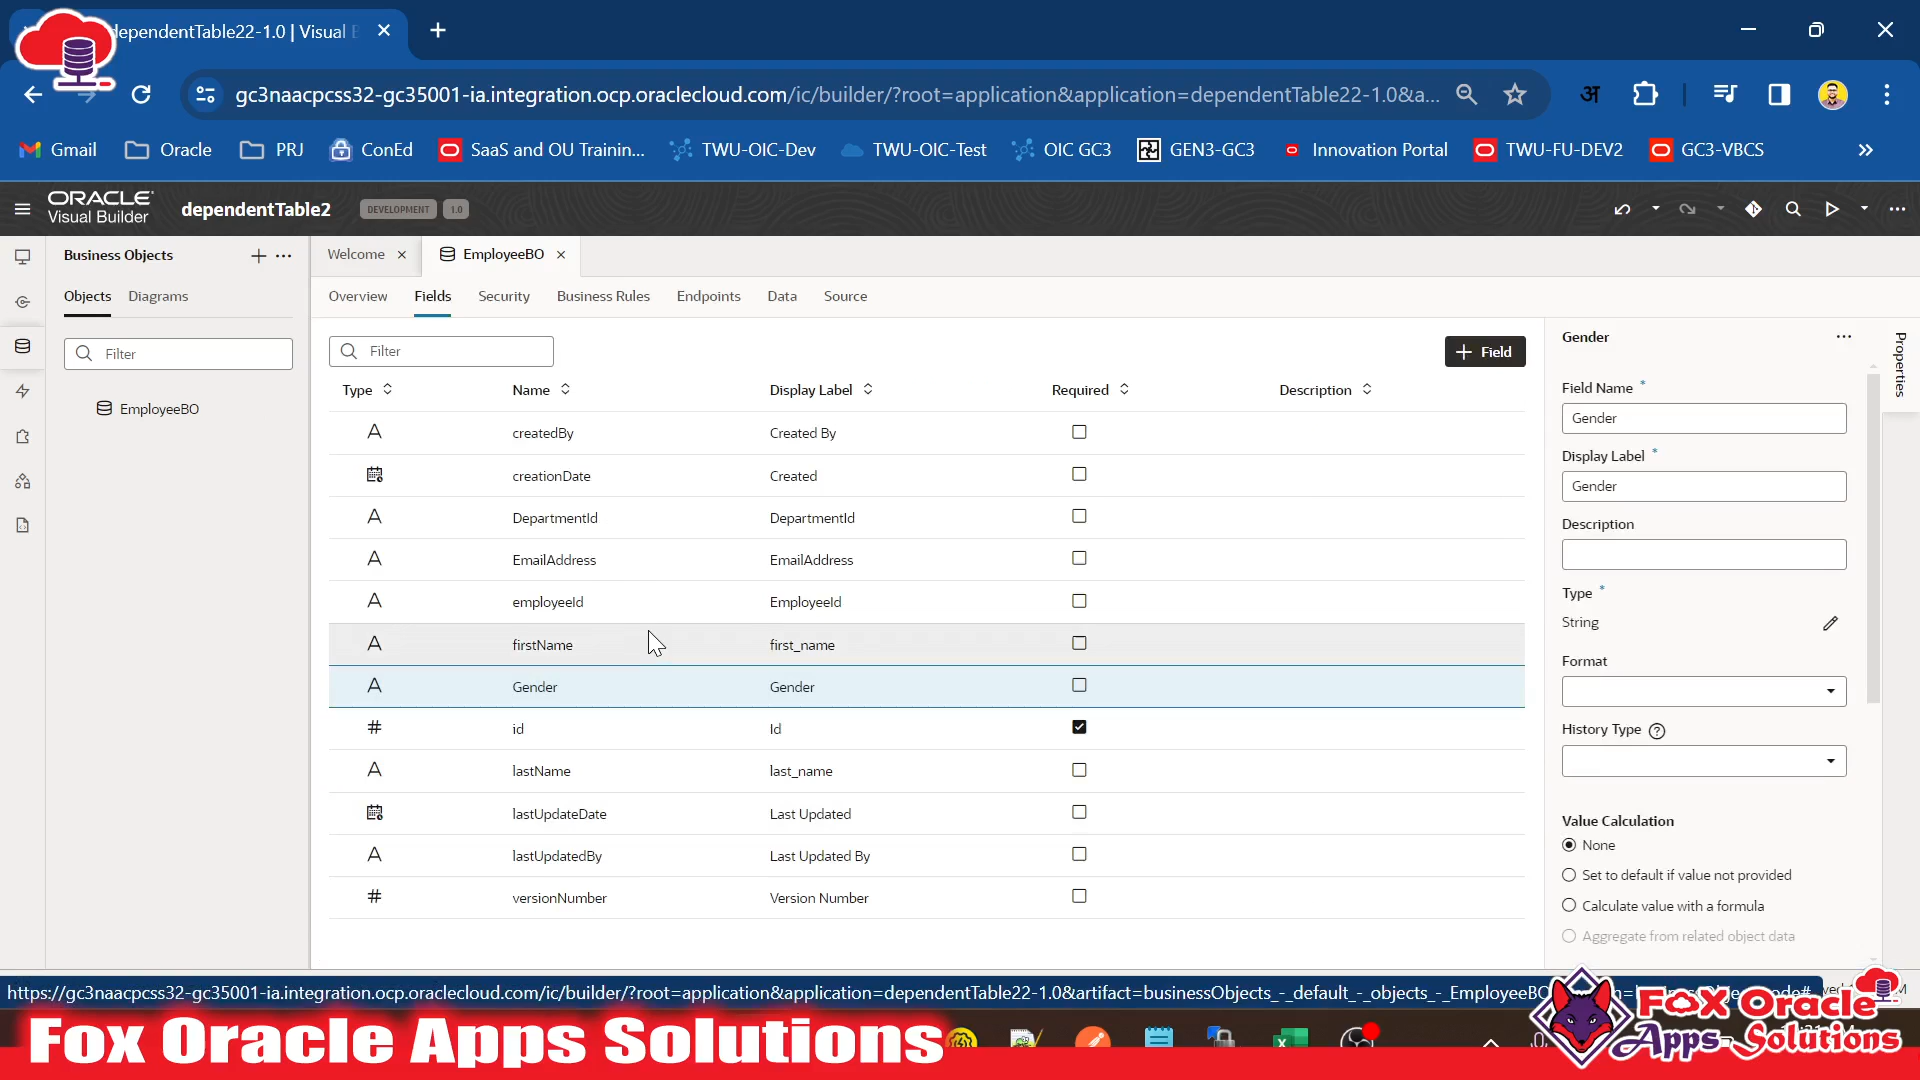 dependentTable22-1.0 | Visual
gc3naacpcss32-gc35001-ia.integration.ocp.oraclecloud.com/ic/builder/?root=application&application=dependentTable22-1.0&a...
अ
Gmail
Oracle
PRJ
ConEd
SaaS and OU Trainin...
TWU-OIC-Dev
TWU-OIC-Test
OIC GC3
GEN3-GC3
Innovation Portal
TWU-FU-DEV2
GC3-VBCS
ORACLE
Visual Builder
dependentTable2
DEVELOPMENT
1.0
Business Objects
Objects
Diagrams
Filter
EmployeeBO
Welcome
EmployeeBO
Overview
Fields
Security
Business Rules
Endpoints
Data
Source
Filter
+ Field
Type
Name
Display Label
Required
Description
A createdBy Created By
creationDate Created
A DepartmentId DepartmentId
A EmailAddress EmailAddress
A employeeId EmployeeId
A firstName first_name
A Gender Gender
# id Id
A lastName last_name
lastUpdateDate Last Updated
A lastUpdatedBy Last Updated By
# versionNumber Version Number
Gender
Properties
Field Name *
Gender
Display Label *
Gender
Description
Type *
String
Format
History Type ?
Value Calculation
None
Set to default if value not provided
Calculate value with a formula
Aggregate from related object data
https://gc3naacpcss32-gc35001-ia.integration.ocp.oraclecloud.com/ic/builder/?root=application&application=dependentTable22-1.0&artifact=businessObjects_-_default_-_objects_-_EmployeeBO
Fox Oracle Apps Solutions
Fox Oracle
Apps Solutions